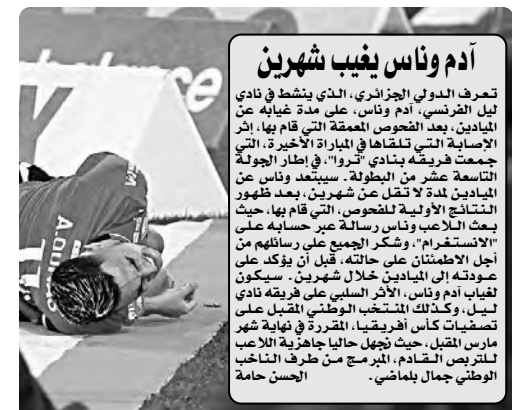 آدم وناس يغيب شهرين
تعرف الدولي الجزائري، الذي ينشط في نادي
ليل الفرنسي، آدم وناس، على مدة غيابه عن
الميادين، بعد الفحوص المعمقة التي قام بها، إثر
الإصابة التي تلقاها في المباراة الأخيرة، التي
جمعت فريقه بنادي "تروا"، في إطار الجولة
التاسعة عشر من البطولة. سيبتعد وناس عن
الميادين لمدة لا تقل عن شهرين، بعد ظهور
النتائج الأولية للفحوص، التي قام بها، حيث
بعث اللاعب وناس رسالة عبر حسابه على
"الانستغرام"، وشكر الجميع على رسائلهم من
أجل الاطمئنان على حالته، قبل أن يؤكد على
عودته إلى الميادين خلال شهرين. سيكون
لغياب آدم وناس، الأثر السلبي على فريقه نادي
ليل، وكذلك المنتخب الوطني المقبل على
تصفيات كأس أفريقيا، المقررة في نهاية شهر
مارس المقبل، حيث نجهل حاليا جاهزية اللاعب
للتربص القادم، المبرمج من طرف الناخب
الوطني جمال بلماضي. الحسن حامة
A.OUNAS